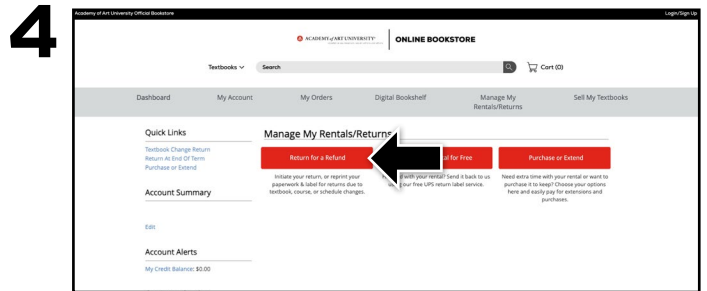 4
Academy of Art University Official Bookstore
Login/Sign Up
ACADEMY of ART UNIVERSITY
ONLINE BOOKSTORE
Textbooks
Search
Cart (0)
Dashboard
My Account
My Orders
Digital Bookshelf
Manage My
Rentals/Returns
Sell My Textbooks
Quick Links
Textbook Change Return
Return At End Of Term
Purchase or Extend
Account Summary
Edit
Account Alerts
My Credit Balance: $0.00
Manage My Rentals/Returns
Return for a Refund
Initiate your return, or reprint your
paperwork & label for returns due to
textbook, course, or schedule changes.
for Free
with your rental? Send it back to us
our free UPS return label service.
Purchase or Extend
Need extra time with your rental or want to
purchase it to keep? Choose your options
here and easily pay for extensions and
purchases.